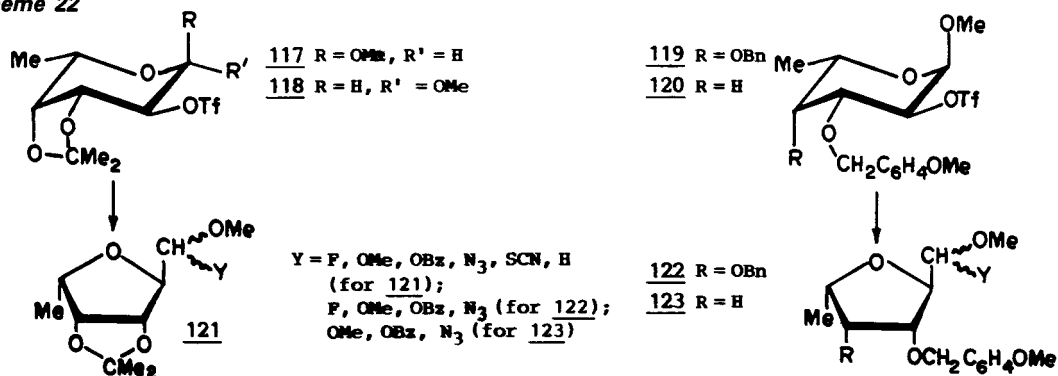 eme 22
R
Me
O
R'
OTf
O
O
CMe2
117 R = OMe, R' = H
118 R = H, R' = OMe
119 R = OBn
120 R = H
OMe
Me
O
OTf
O
R
CH2C6H4OMe
O
CH
OMe
Y
Me
O
O
CMe2
121
Y = F, OMe, OBz, N3, SCN, H
(for 121);
F, OMe, OBz, N3 (for 122);
OMe, OBz, N3 (for 123)
122 R = OBn
123 R = H
O
CH
OMe
Y
Me
R
OCH2C6H4OMe